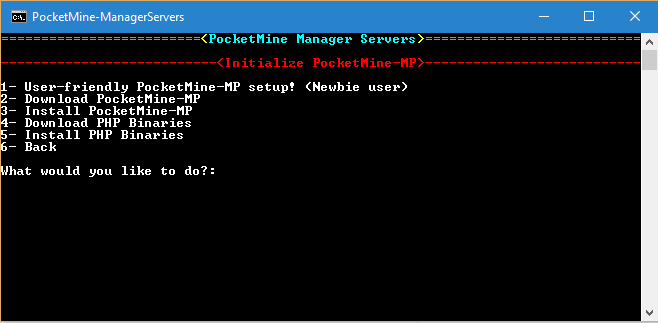 PocketMine-ManagerServers
=========================<PocketMine Manager Servers>===========================
---------------------------<Initialize PocketMine-MP>---------------------------
1- User-friendly PocketMine-MP setup! (Newbie user)
2- Download PocketMine-MP
3- Install PocketMine-MP
4- Download PHP Binaries
5- Install PHP Binaries
6- Back
What would you like to do?: